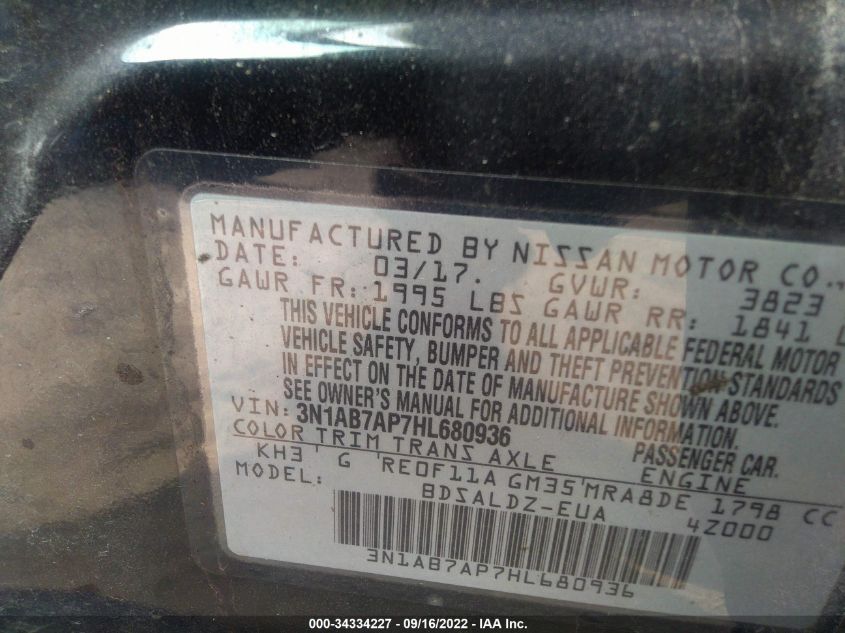 MANUFACTURED BY NISSAN MOTOR CO.,
DATE: 03/17. GVWR: 3823
GAWR FR: 1995 LBS GAWR RR: 1841 L
THIS VEHICLE CONFORMS TO ALL APPLICABLE FEDERAL MOTOR
VEHICLE SAFETY, BUMPER AND THEFT PREVENTION STANDARDS
IN EFFECT ON THE DATE OF MANUFACTURE SHOWN ABOVE.
SEE OWNER'S MANUAL FOR ADDITIONAL INFORMATION.
VIN: 3N1AB7AP7HL680936 PASSENGER CAR.
COLOR TRIM TRANS AXLE ENGINE
KH3 ' G 'RE0F11A GM35'MRA8DE 1798 CC
MODEL: BDSALDZ-EUA 4Z000
3N1AB7AP7HL680936
000-34334227 - 09/16/2022 - IAA Inc.